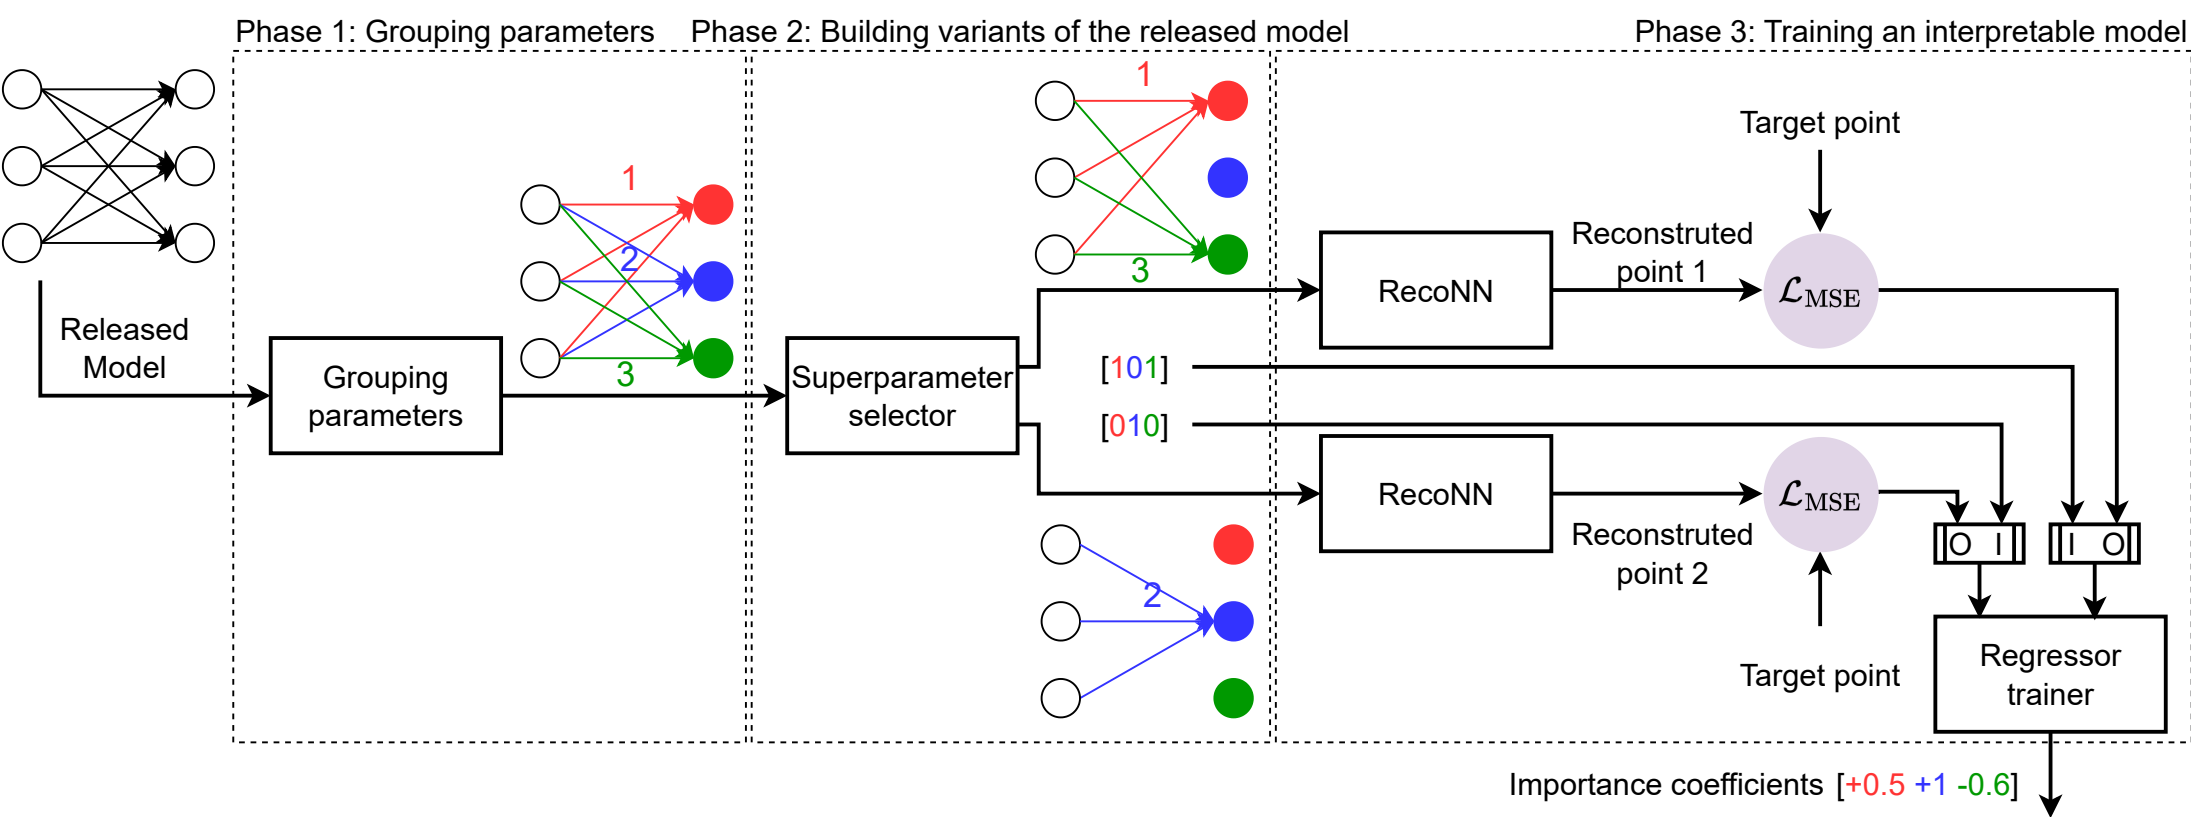 Phase 1: Grouping parameters
Phase 2: Building variants of the released model
Phase 3: Training an interpretable model
Released
Model
Grouping
parameters
1
2
3
Superparameter
selector
1
3
[101]
[010]
2
RecoNN
Reconstruted
point 1
Target point
ℒMSE
RecoNN
Reconstruted
point 2
ℒMSE
Target point
O I
I O
Regressor
trainer
Importance coefficients [+0.5 +1 -0.6]